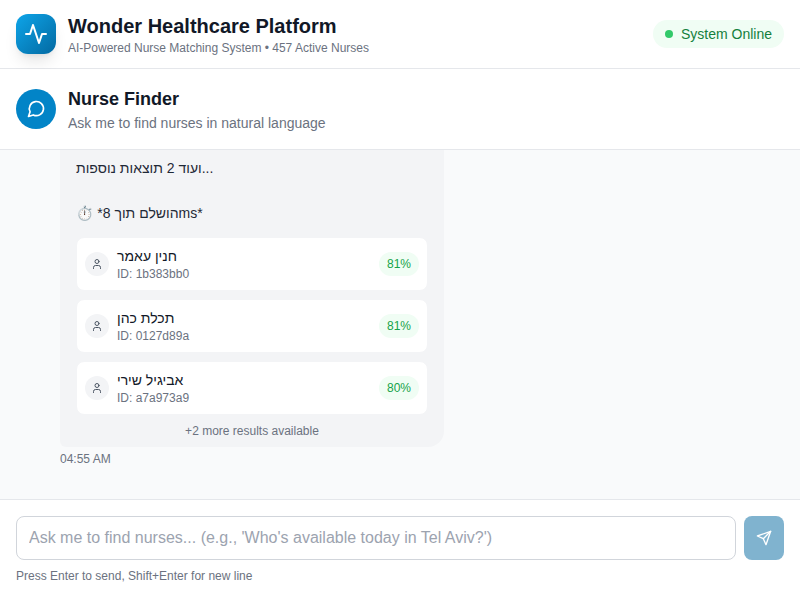 Wonder Healthcare Platform
AI-Powered Nurse Matching System • 457 Active Nurses
System Online
Nurse Finder
Ask me to find nurses in natural language
ועוד 2 תוצאות נוספות...
⏱️ *הושלם תוך 8ms*
חנין עאמר
ID: 1b383bb0
81%
תכלת כהן
ID: 0127d89a
81%
אביגיל שירי
ID: a7a973a9
80%
+2 more results available
04:55 AM
Ask me to find nurses... (e.g., 'Who's available today in Tel Aviv?')
Press Enter to send, Shift+Enter for new line